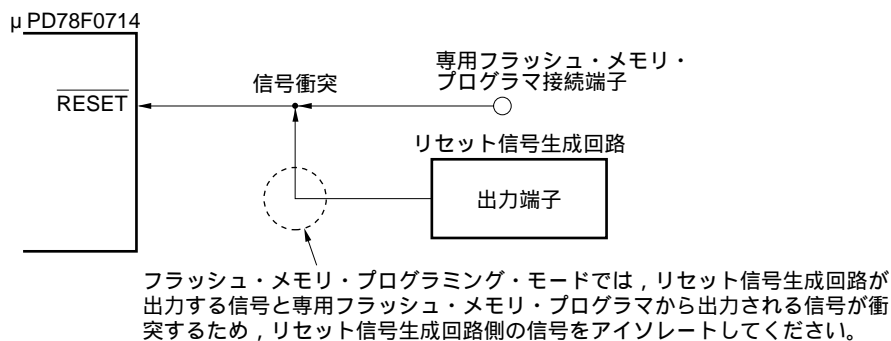 μPD78F0714
専用フラッシュ・メモリ・
プログラマ接続端子
信号衝突
RESET
リセット信号生成回路
出力端子
フラッシュ・メモリ・プログラミング・モードでは，リセット信号生成回路が
出力する信号と専用フラッシュ・メモリ・プログラマから出力される信号が衝
突するため，リセット信号生成回路側の信号をアイソレートしてください。